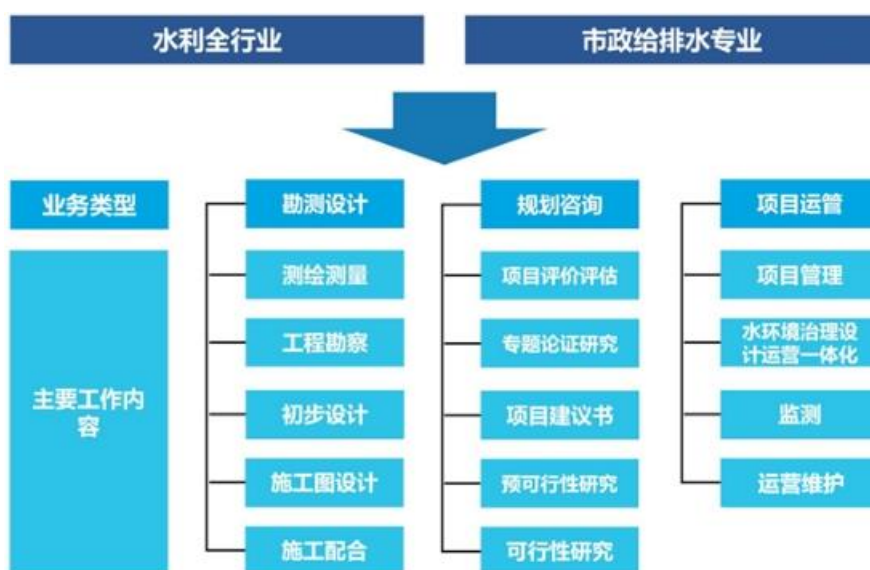 水利全行业
市政给排水专业
业务类型
勘测设计
规划咨询
项目运管
主要工作内
容
测绘测量
工程勘察
初步设计
施工图设计
施工配合
项目评价评估
专题论证研究
项目建议书
预可行性研究
可行性研究
项目管理
水环境治理设
计运营一体化
监测
运营维护